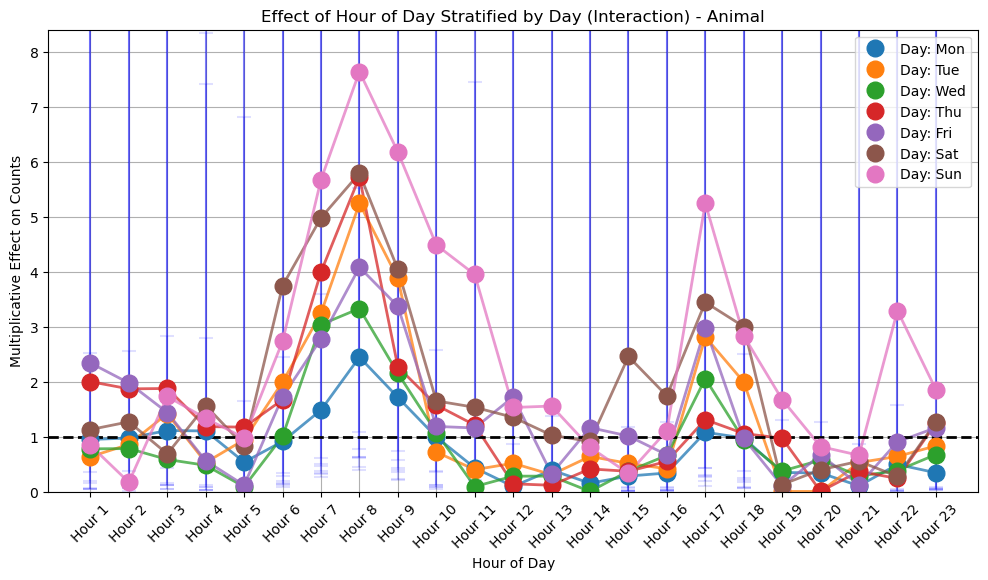 Effect of Hour of Day Stratified by Day (Interaction) - Animal
Multiplicative Effect on Counts
8
7
6
5
4
3
2
1
0
Day: Mon
Day: Tue
Day: Wed
Day: Thu
Day: Fri
Day: Sat
Day: Sun
Hour 1
Hour 2
Hour 3
Hour 4
Hour 5
Hour 6
Hour 7
Hour 8
Hour 9
Hour 10
Hour 11
Hour 12
Hour 13
Hour 14
Hour 15
Hour 16
Hour 17
Hour 18
Hour 19
Hour 20
Hour 21
Hour 22
Hour 23
Hour of Day